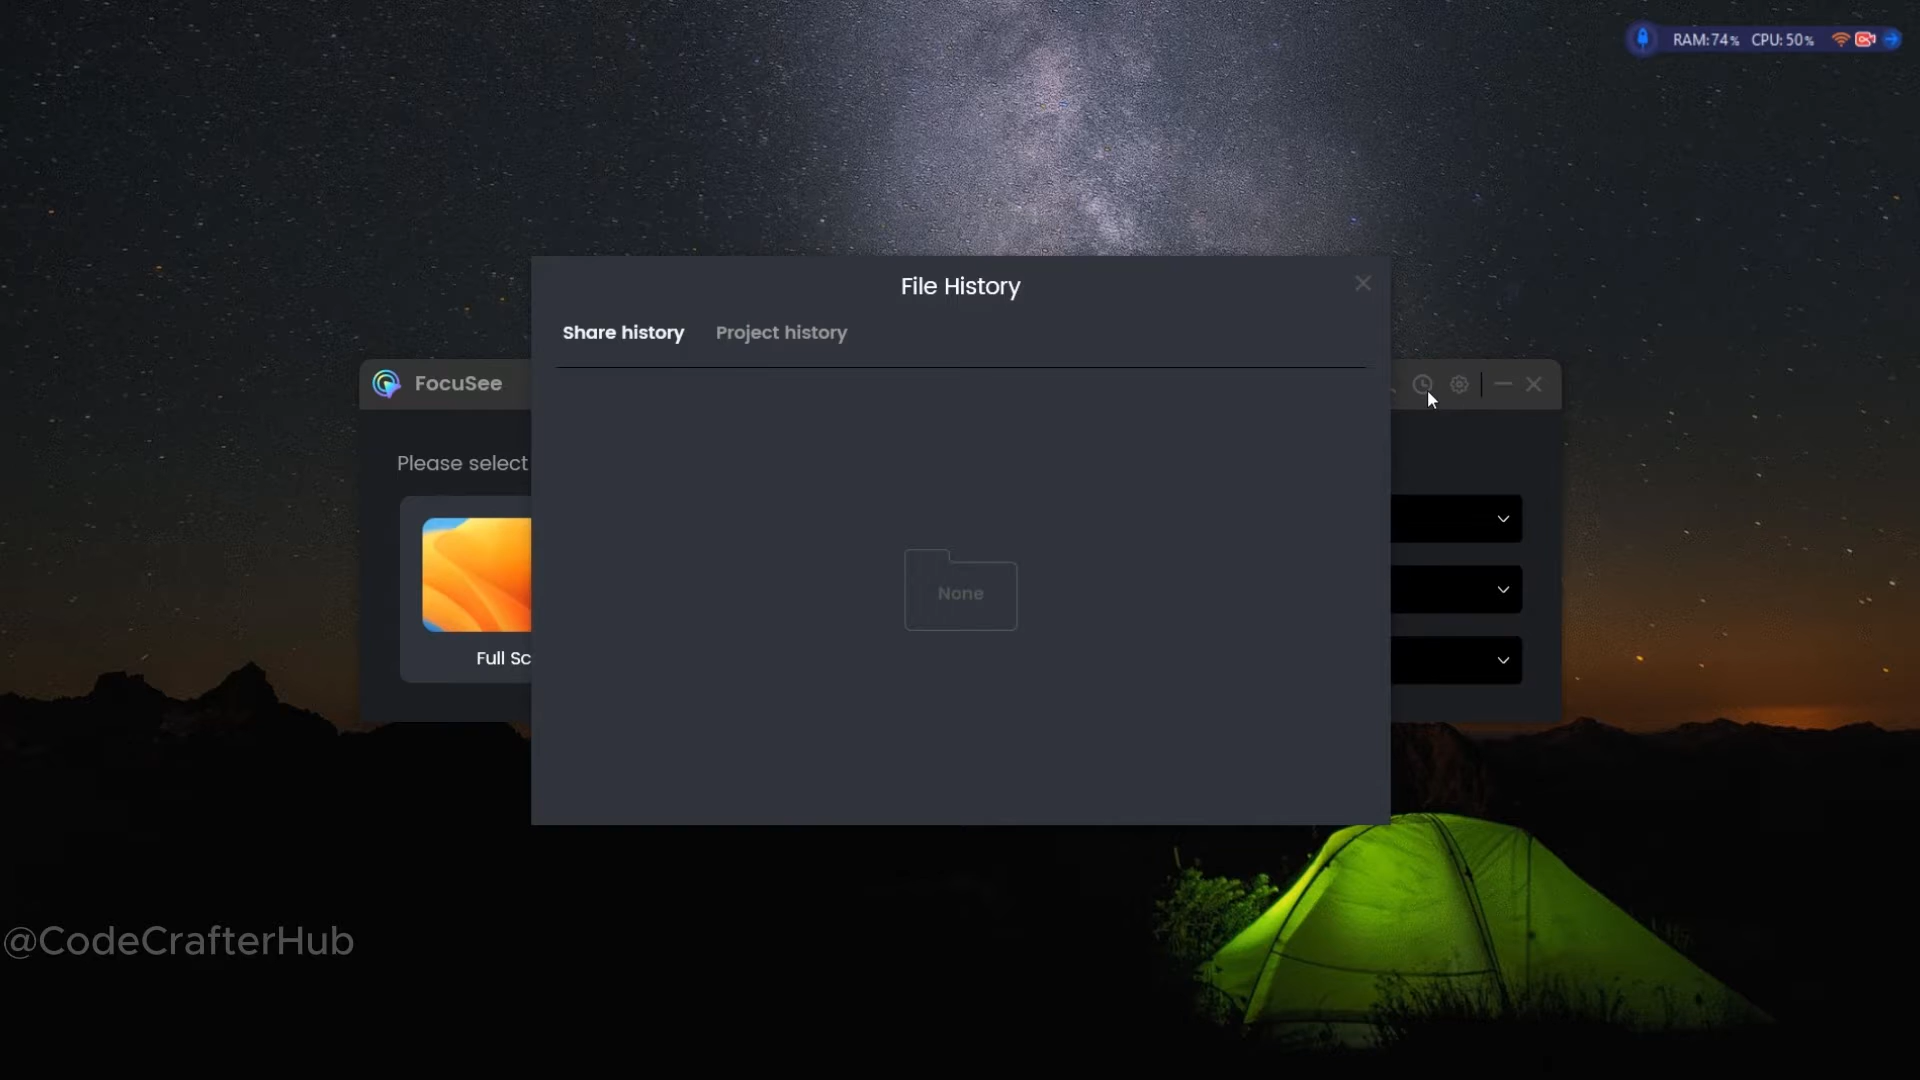 RAM:74% CPU:50%
File History
Share history Project history
FocuSee
Please select
None
Full Sc
@CodeCrafterHub